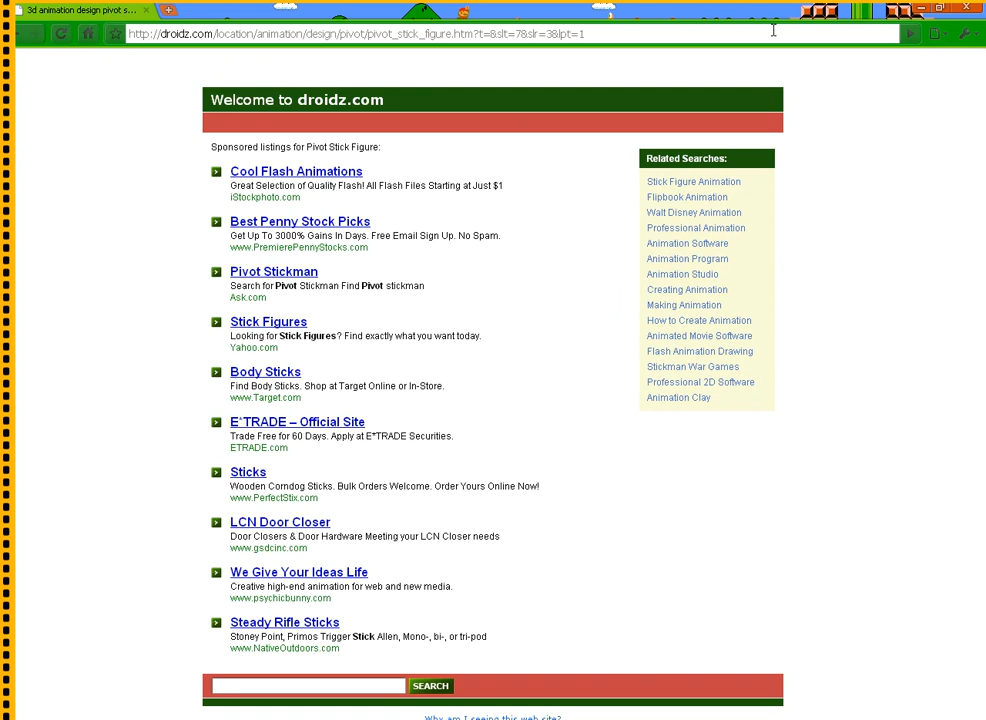 3d animation design pivot s...
http://droidz.com/location/animation/design/pivot/pivot_stick_figure.htm?t=&slt=7&slr=3&lpt=1
Welcome to droidz.com
Sponsored listings for Pivot Stick Figure:
Cool Flash Animations
Great Selection of Quality Flash! All Flash Files Starting at Just $1
iStockphoto.com
Best Penny Stock Picks
Get Up To 3000% Gains In Days. Free Email Sign Up. No Spam.
www.PremierePennyStocks.com
Pivot Stickman
Search for Pivot Stickman Find Pivot stickman
Ask.com
Stick Figures
Looking for Stick Figures? Find exactly what you want today.
Yahoo.com
Body Sticks
Find Body Sticks. Shop at Target Online or In-Store.
www.Target.com
E*TRADE – Official Site
Trade Free for 60 Days. Apply at E*TRADE Securities.
ETRADE.com
Sticks
Wooden Corndog Sticks. Bulk Orders Welcome. Order Yours Online Now!
www.PerfectStix.com
LCN Door Closer
Door Closers & Door Hardware Meeting your LCN Closer needs
www.gsdcinc.com
We Give Your Ideas Life
Creative high-end animation for web and new media.
www.psychicbunny.com
Steady Rifle Sticks
Stoney Point, Primos Trigger Stick Allen, Mono-, bi-, or tri-pod
www.NativeOutdoors.com
Related Searches:
Stick Figure Animation
Flipbook Animation
Walt Disney Animation
Professional Animation
Animation Software
Animation Program
Animation Studio
Creating Animation
Making Animation
How to Create Animation
Animated Movie Software
Flash Animation Drawing
Stickman War Games
Professional 2D Software
Animation Clay
SEARCH
Why am I seeing this web site?